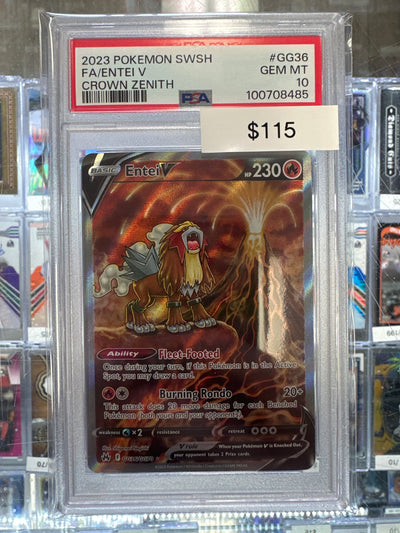 2023 POKEMON SWSH #GG36
FA/ENTEI V GEM MT
CROWN ZENITH 10
PSA 100708485
$115
BASIC Entei V HP 230
Ability Fleet-Footed
Once during your turn, if this Pokémon is in the Active
Spot, you may draw a card.
Burning Rondo 20+
This attack does 20 more damage for each Benched
Pokémon (both yours and your opponent's).
weakness ×2 resistance retreat
V rule When your Pokémon V is Knocked Out,
your opponent takes 2 Prize cards.